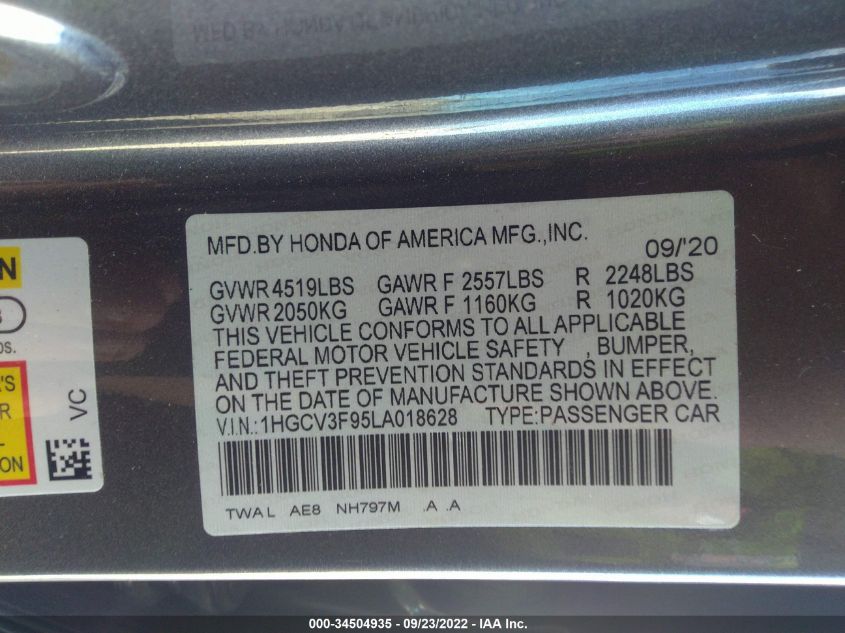 MFD.BY HONDA OF AMERICA MFG.,INC.
09/'20
GVWR 4519LBS GAWR F 2557LBS R 2248LBS
GVWR 2050KG GAWR F 1160KG R 1020KG
THIS VEHICLE CONFORMS TO ALL APPLICABLE
FEDERAL MOTOR VEHICLE SAFETY , BUMPER,
AND THEFT PREVENTION STANDARDS IN EFFECT
ON THE DATE OF MANUFACTURE SHOWN ABOVE.
V.I.N.:1HGCV3F95LA018628 TYPE:PASSENGER CAR
TWAL AE8 NH797M .A .A
VC
000-34504935 - 09/23/2022 - IAA Inc.